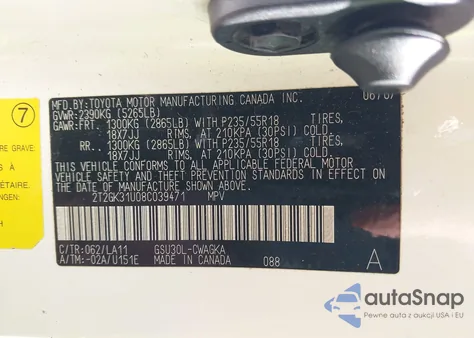 MFD.BY: TOYOTA MOTOR MANUFACTURING CANADA INC. 06/07
GVWR: 2390KG (5265LB)
GAWR: FRT. 1300KG (2865LB) WITH P235/55R18 TIRES,
18X7JJ RIMS, AT 210KPA (30PSI) COLD.
RR. 1300KG (2865LB) WITH P235/55R18 TIRES,
18X7JJ RIMS, AT 210KPA (30PSI) COLD.
THIS VEHICLE CONFORMS TO ALL APPLICABLE FEDERAL MOTOR
VEHICLE SAFETY AND THEFT PREVENTION STANDARDS IN EFFECT ON THE
DATE OF MANUFACTURE SHOWN ABOVE.
2T2GK31U08C039471 MPV
C/TR: 062/LA11 GSU30L-CWAGKA
A/TM: -02A/U151E MADE IN CANADA 088 A
7
RE GRAVE
ÉTAIRE.
autaSnap
Pewne auta z aukcji USA i EU